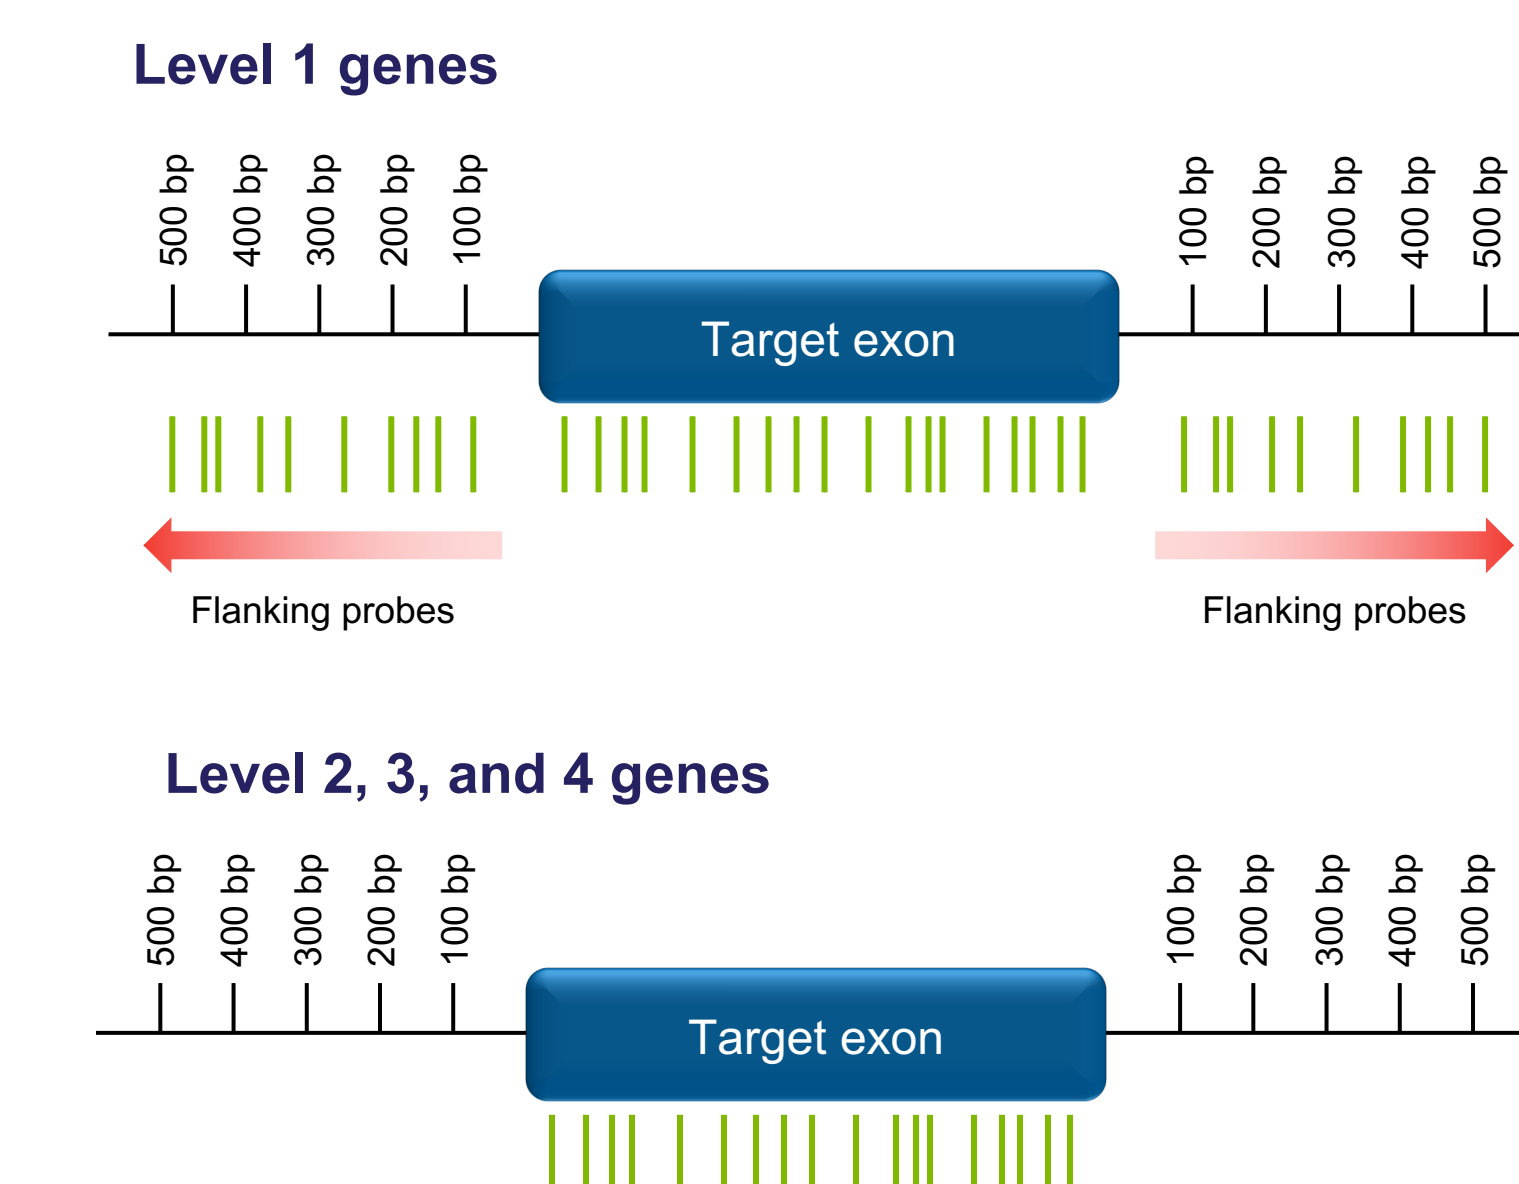 Level 1 genes
500 bp 400 bp 300 bp 200 bp 100 bp 100 bp 200 bp 300 bp 400 bp 500 bp
Target exon
Flanking probes Flanking probes
Level 2, 3, and 4 genes
500 bp 400 bp 300 bp 200 bp 100 bp 100 bp 200 bp 300 bp 400 bp 500 bp
Target exon